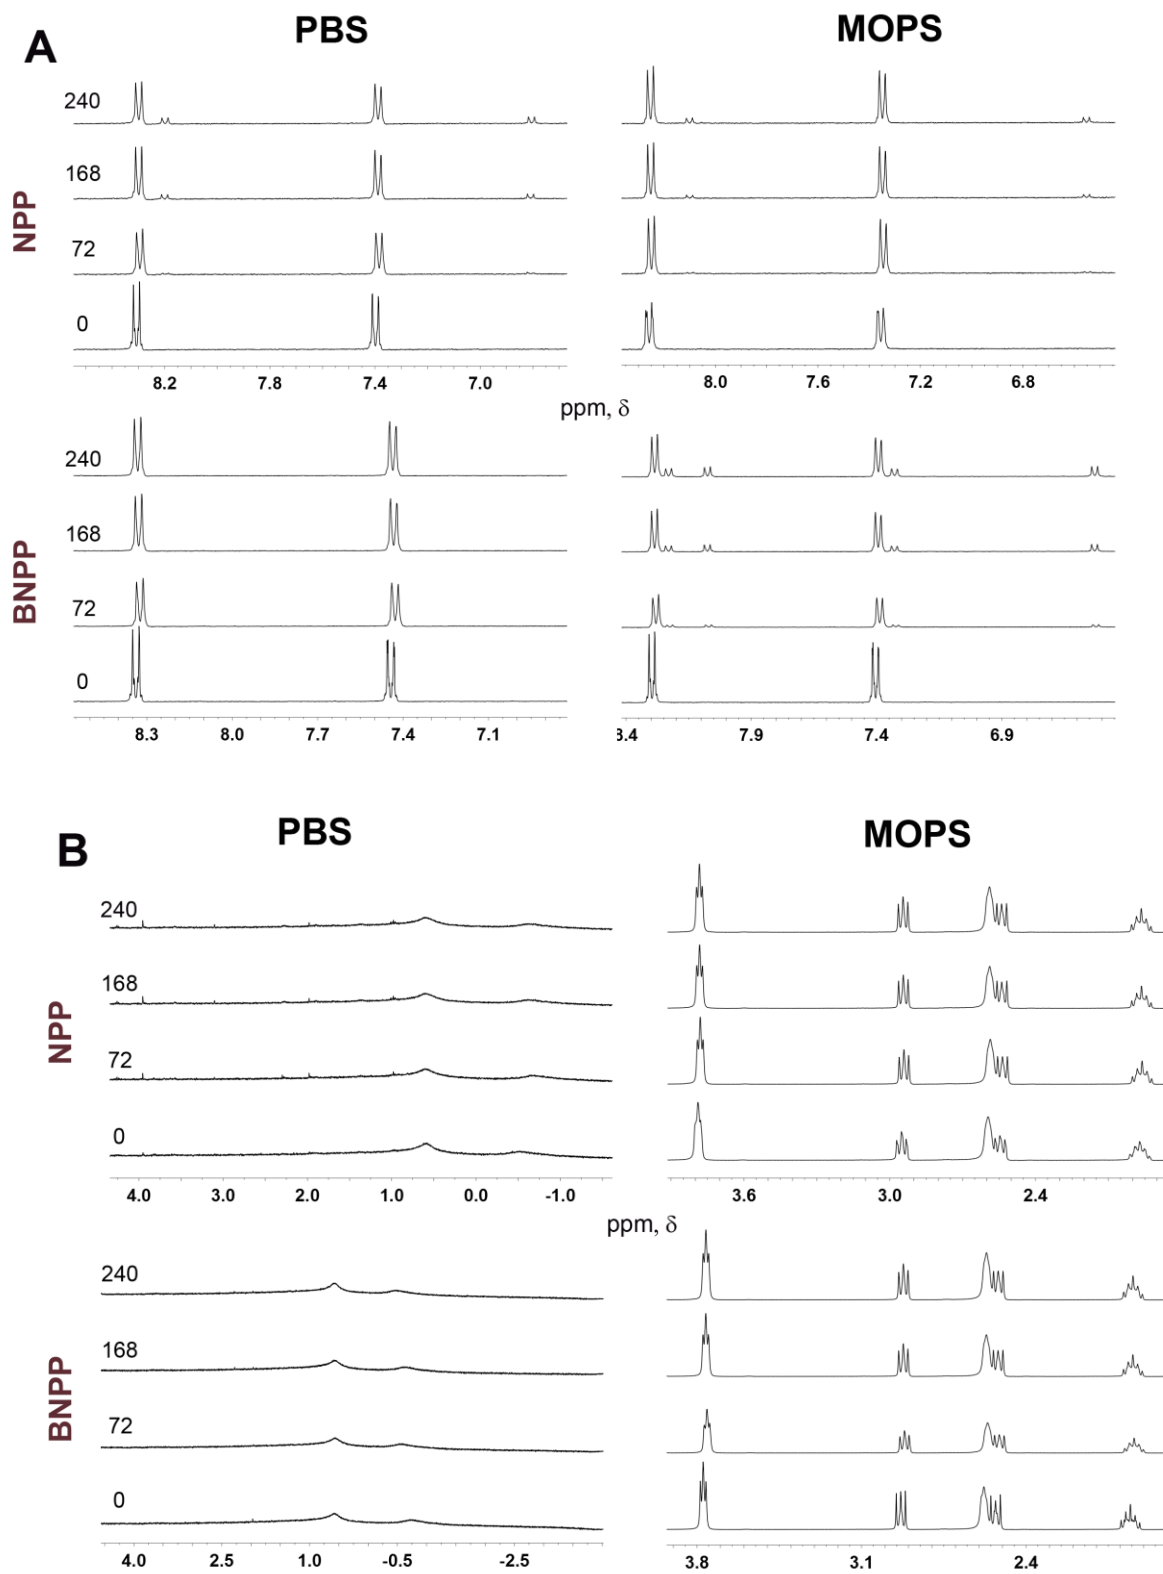 A
PBS
MOPS
NPP
240
168
72
0
8.2 7.8 7.4 7.0
8.0 7.6 7.2 6.8
ppm, δ
BNPP
240
168
72
0
8.3 8.0 7.7 7.4 7.1
8.4 7.9 7.4 6.9
B
PBS
MOPS
NPP
240
168
72
0
4.0 3.0 2.0 1.0 0.0 -1.0
3.6 3.0 2.4
ppm, δ
BNPP
240
168
72
0
4.0 2.5 1.0 -0.5 -2.5
3.8 3.1 2.4